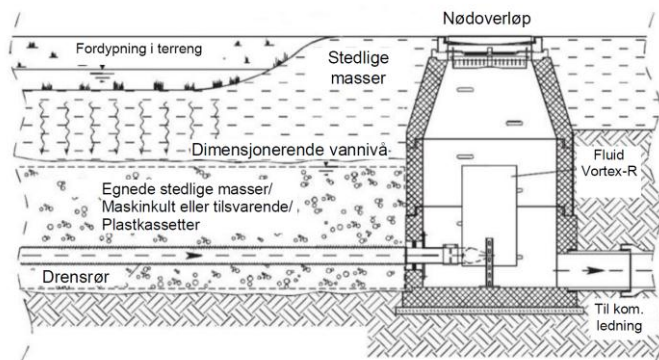 Nødoverløp
Fordypning i terreng
Stedlige
masser
Dimensjonerende vannivå
Fluid
Vortex-R
Egnede stedlige masser/
Maskinkult eller tilsvarende/
Plastkassetter
Drensrør
Til kom.
ledning